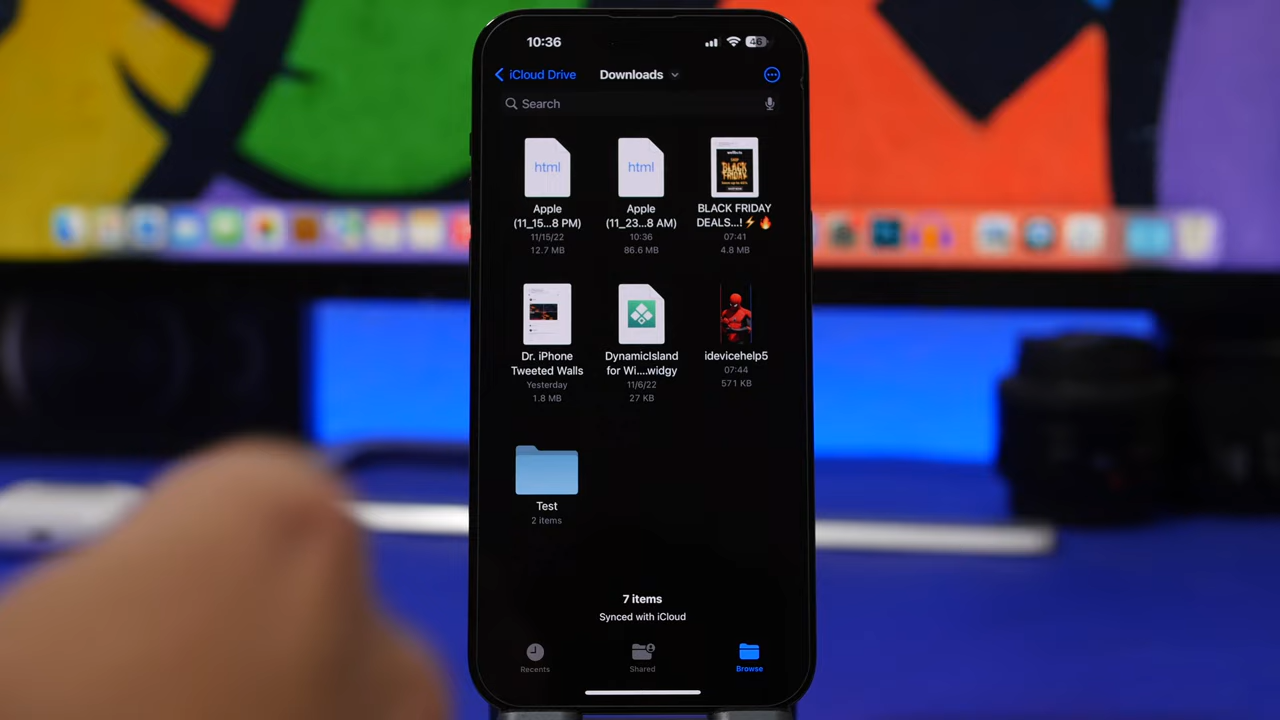 10:36
46
iCloud Drive
Downloads
Search
html
html
BLACK FRIDAY
Apple
(11_15...8 PM)
11/15/22
12.7 MB
Apple
(11_23...8 AM)
10:36
86.6 MB
BLACK FRIDAY
DEALS...!⚡🔥
07:41
4.8 MB
Dr. iPhone
Tweeted Walls
Yesterday
1.8 MB
DynamicIsland
for Wi....widgy
11/6/22
27 KB
idevicehelp5
07:44
571 KB
Test
2 items
7 items
Synced with iCloud
Recents
Shared
Browse